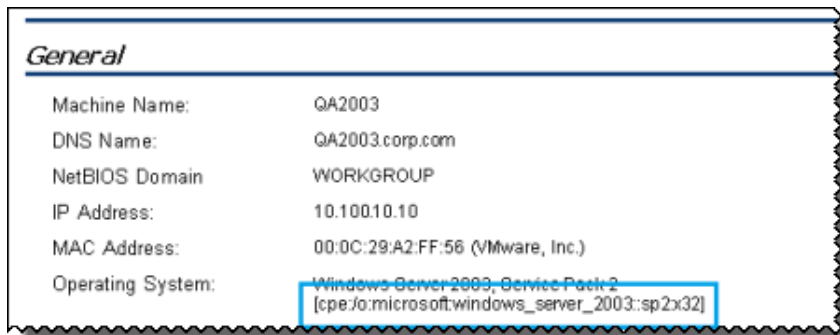 General
Machine Name: QA2003
DNS Name: QA2003.corp.com
NetBIOS Domain WORKGROUP
IP Address: 10.100.10.10
MAC Address: 00:0C:29:A2:FF:56 (VMware, Inc.)
Operating System: Windows Server 2003, Service Pack 2
[cpe:/o:microsoft:windows_server_2003::sp2:x32]